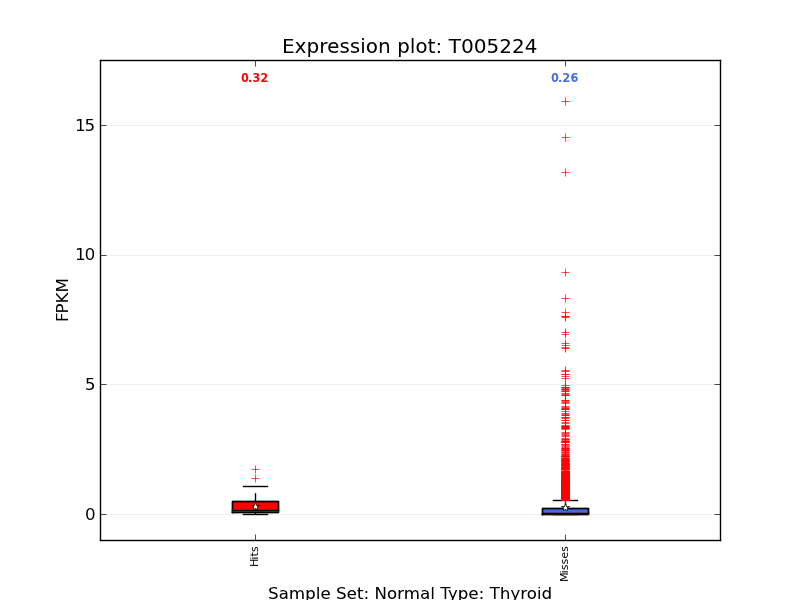 Expression plot: T005224
0.32
0.26
15
10
5
0
FPKM
Hits
Misses
Sample Set: Normal Type: Thyroid